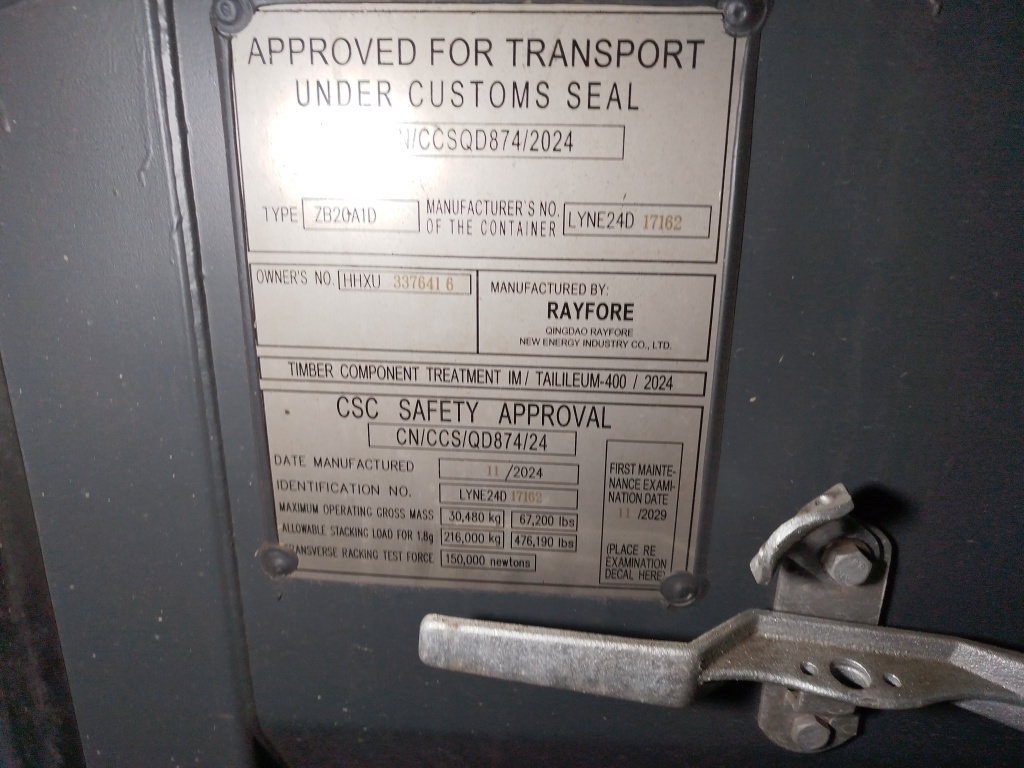 APPROVED FOR TRANSPORT
UNDER CUSTOMS SEAL
CN/CCSQD874/2024
TYPE ZB20A1D MANUFACTURER'S NO. OF THE CONTAINER LYNE24D 17162
OWNER'S NO. HHXU 337641 6
MANUFACTURED BY:
RAYFORE
QINGDAO RAYFORE
NEW ENERGY INDUSTRY CO., LTD.
TIMBER COMPONENT TREATMENT IM / TAILILEUM-400 / 2024
CSC SAFETY APPROVAL
CN/CCS/QD874/24
DATE MANUFACTURED 11 /2024
IDENTIFICATION NO. LYNE24D 17162
MAXIMUM OPERATING GROSS MASS 30,480 kg 67,200 lbs
ALLOWABLE STACKING LOAD FOR 1.8g 216,000 kg 476,190 lbs
TRANSVERSE RACKING TEST FORCE 150,000 newtons
FIRST MAINTE-
NANCE EXAMI-
NATION DATE
11 /2029
(PLACE RE
EXAMINATION
DECAL HERE)